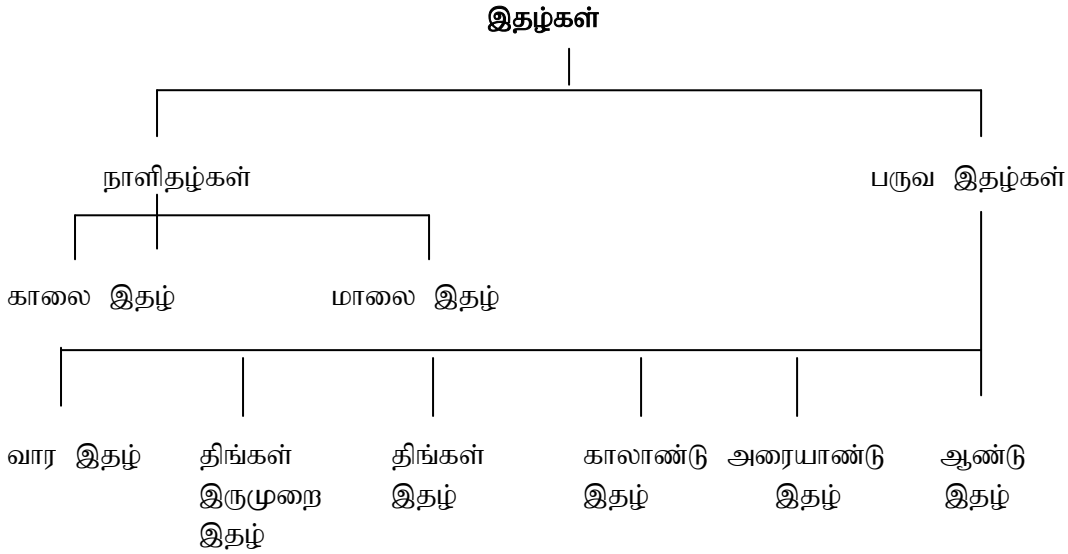 இதழ்கள்
நாளிதழ்கள் பருவ இதழ்கள்
காலை இதழ் மாலை இதழ்
வார இதழ் திங்கள் திங்கள் காலாண்டு அரையாண்டு ஆண்டு
இருமுறை இதழ் இதழ் இதழ் இதழ்
இதழ்